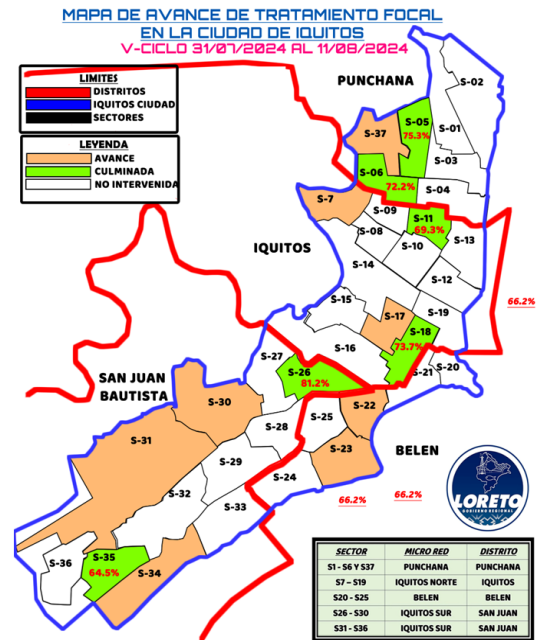 MAPA DE AVANCE DE TRATAMIENTO FOCAL
EN LA CIUDAD DE IQUITOS
V-CICLO 31/07/2024 AL 11/08/2024
LIMITES
DISTRITOS
IQUITOS CIUDAD
SECTORES
LEYENDA
AVANCE
CULMINADA
NO INTERVENIDA
PUNCHANA
S-02
S-05
75.3%
S-37
S-01
S-03
S-06
72.2%
S-04
S-7
S-09
S-11
69.3%
S-08
S-10
S-13
IQUITOS
S-14
S-12
S-15
S-19
66.2%
S-17
S-18
73.7%
S-16
S-27
S-26
81.2%
S-21
S-20
SAN JUAN
BAUTISTA
S-30
S-22
S-25
S-28
S-31
S-23
BELEN
S-29
S-24
S-32
66.2%
66.2%
S-33
LORETO
GOBIERNO REGIONAL
S-36
S-35
64.5%
S-34
SECTOR MICRO RED DISTRITO
S1 - S6 Y S37 PUNCHANA PUNCHANA
S7 – S19 IQUITOS NORTE IQUITOS
S20 - S25 BELEN BELEN
S26 - S30 IQUITOS SUR SAN JUAN
S31 - S36 IQUITOS SUR SAN JUAN